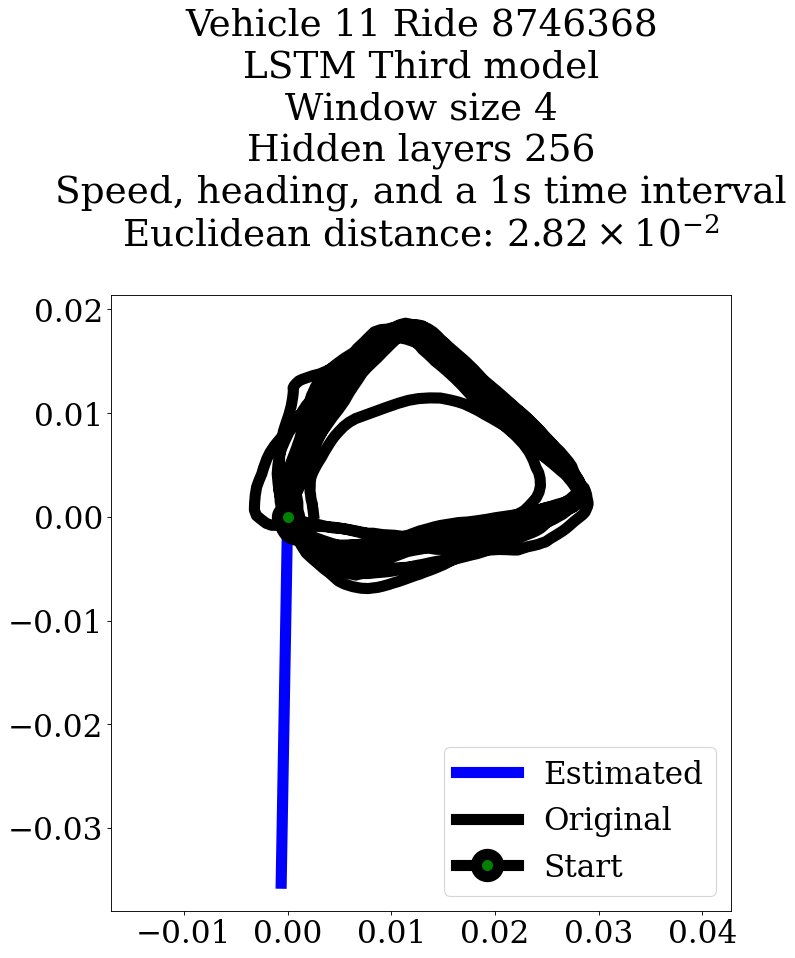 Vehicle 11 Ride 8746368
LSTM Third model
Window size 4
Hidden layers 256
Speed, heading, and a 1s time interval
Euclidean distance: 2.82 × 10⁻²
0.02
0.01
0.00
−0.01
−0.02
−0.03
Estimated
Original
Start
−0.01 0.00 0.01 0.02 0.03 0.04